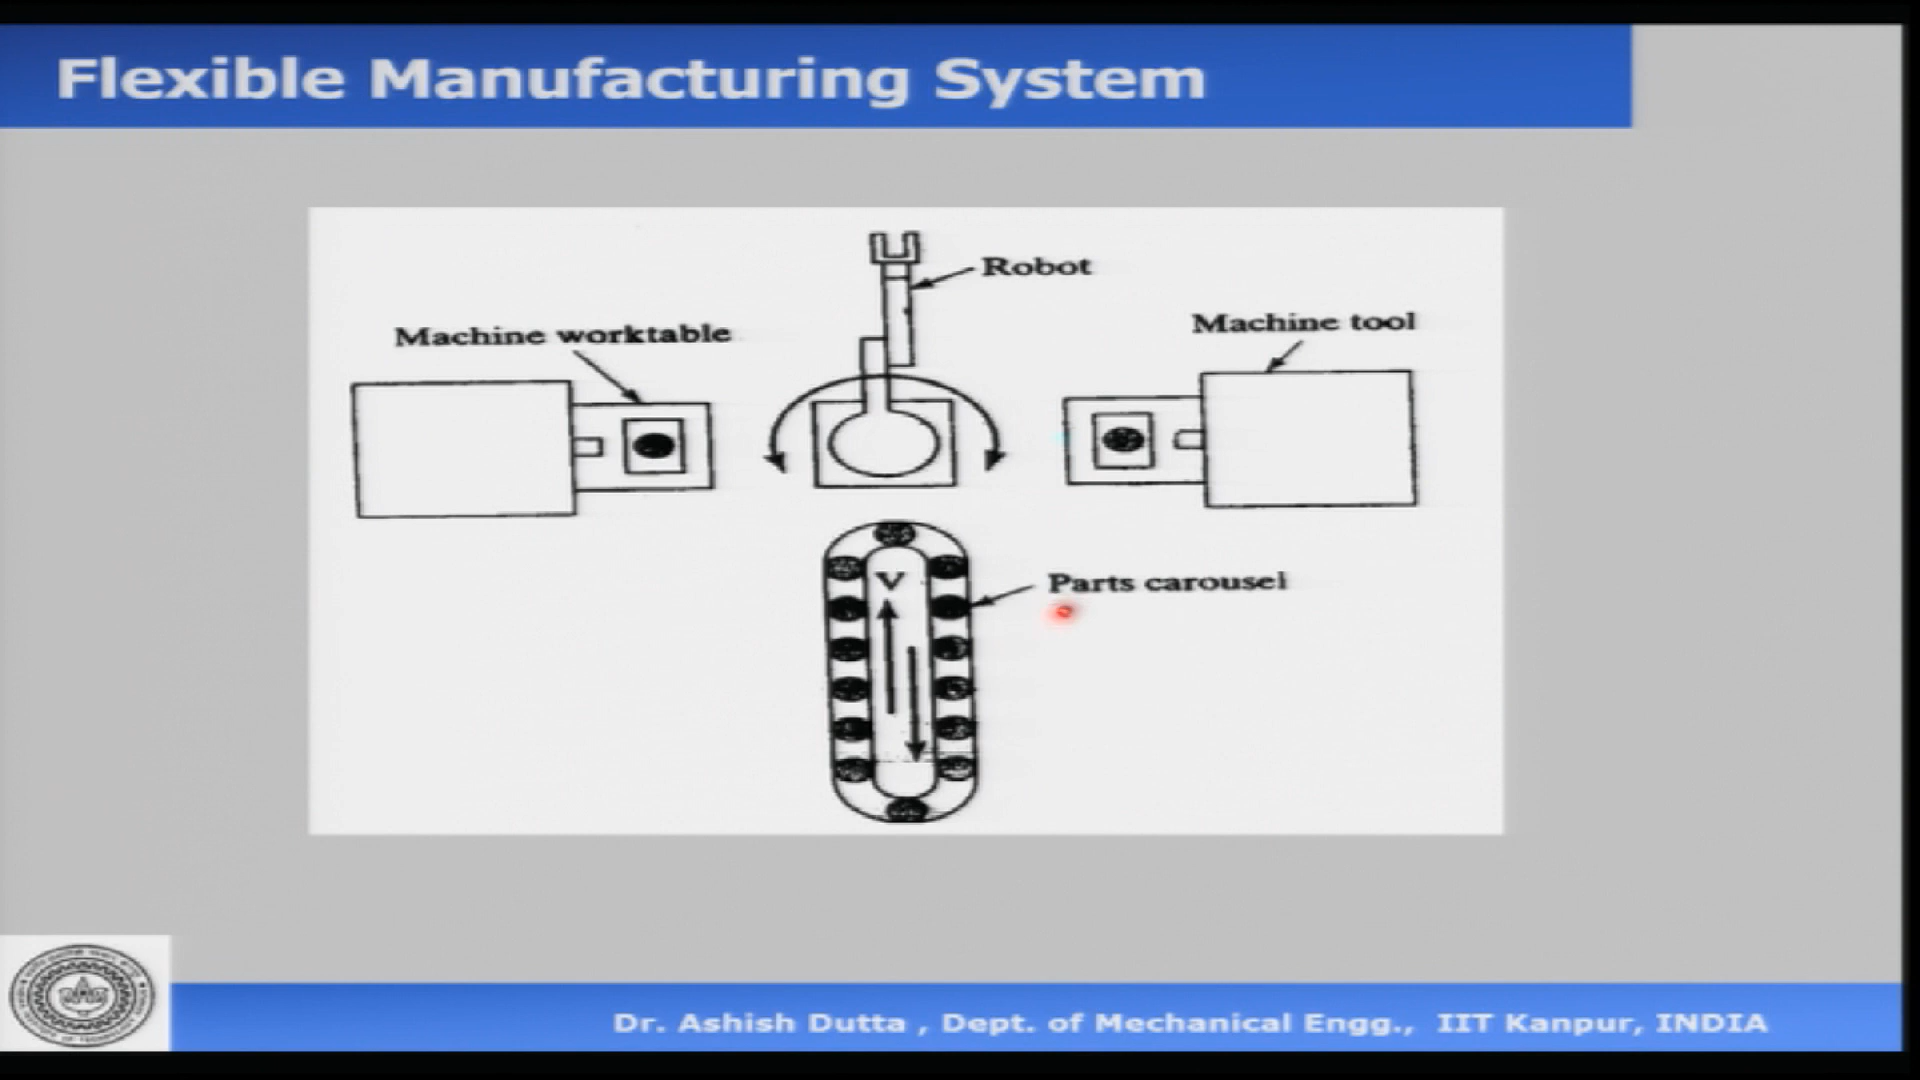 Flexible Manufacturing System
Robot
Machine tool
Machine worktable
V
Parts carousel
Dr. Ashish Dutta , Dept. of Mechanical Engg., IIT Kanpur, INDIA